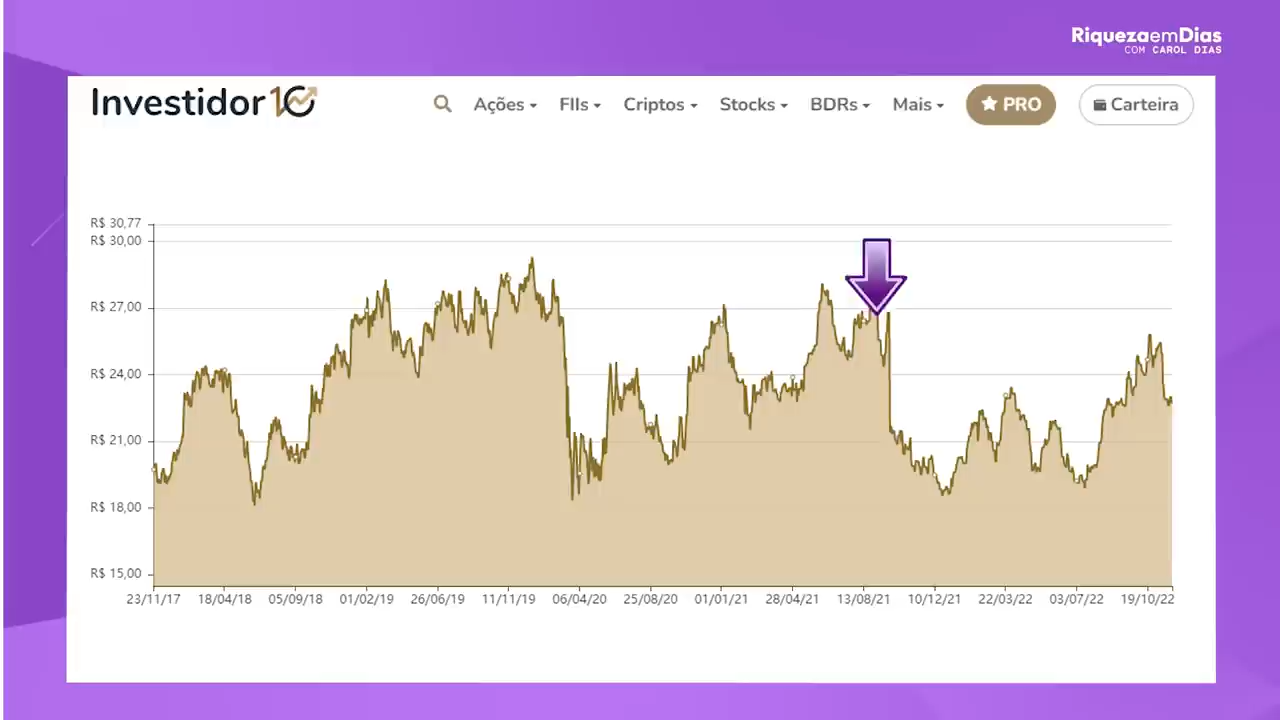 RiquezaemDias
COM CAROL DIAS
Investidor10
Ações FIIs Criptos Stocks BDRs Mais PRO Carteira
R$ 30,77
R$ 30,00
R$ 27,00
R$ 24,00
R$ 21,00
R$ 18,00
R$ 15,00
23/11/17 18/04/18 05/09/18 01/02/19 26/06/19 11/11/19 06/04/20 25/08/20 01/01/21 28/04/21 13/08/21 10/12/21 22/03/22 03/07/22 19/10/22